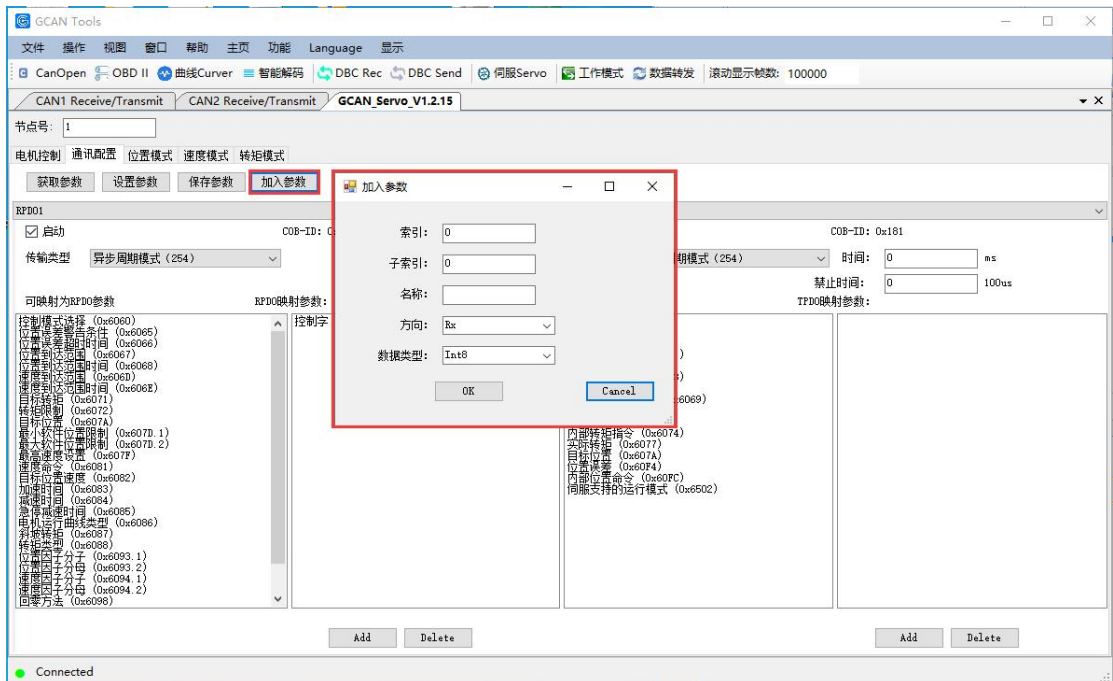 GCAN Tools
文件 操作 视图 窗口 帮助 主页 功能 Language 显示
CanOpen OBD II 曲线Curver 智能解码 DBC Rec DBC Send 伺服Servo 工作模式 数据转发 滚动显示帧数: 100000
CAN1 Receive/Transmit CAN2 Receive/Transmit GCAN_Servo_V1.2.15
节点号: 1
电机控制 通讯配置 位置模式 速度模式 转矩模式
获取参数 设置参数 保存参数 加入参数
RPDO1
启动 COB-ID:
传输类型 异步周期模式 (254)
可映射为RPDO参数 RPDO映射参数:
控制模式选择 (0x6060)
位置误差警告条件 (0x6065)
位置误差超时时间 (0x6066)
位置到达范围 (0x6067)
位置到达范围时间 (0x6068)
速度到达范围 (0x606D)
速度到达范围时间 (0x606E)
目标转矩 (0x6071)
转矩限制 (0x6072)
目标位置 (0x607A)
最小软件位置限制 (0x607D.1)
最大软件位置限制 (0x607D.2)
最高速度设置 (0x607F)
速度命令 (0x6081)
目标位置速度 (0x6082)
加速时间 (0x6083)
减速时间 (0x6084)
急停减速时间 (0x6085)
电机运行曲线类型 (0x6086)
斜坡转矩 (0x6087)
转矩类型 (0x6088)
位置因子分子 (0x6093.1)
位置因子分母 (0x6093.2)
速度因子分子 (0x6094.1)
速度因子分母 (0x6094.2)
回零方法 (0x6098)
控制字
Add Delete
加入参数
索引: 0
子索引: 0
名称:
方向: Rx
数据类型: Int8
OK Cancel
COB-ID: 0x181
期模式 (254) 时间: 0 ms
禁止时间: 0 100us
TPDO映射参数:
)
)
x6069)
内部转矩指令 (0x6074)
实际转矩 (0x6077)
目标位置 (0x607A)
位置误差 (0x60F4)
内部位置命令 (0x60FC)
伺服支持的运行模式 (0x6502)
Add Delete
Connected